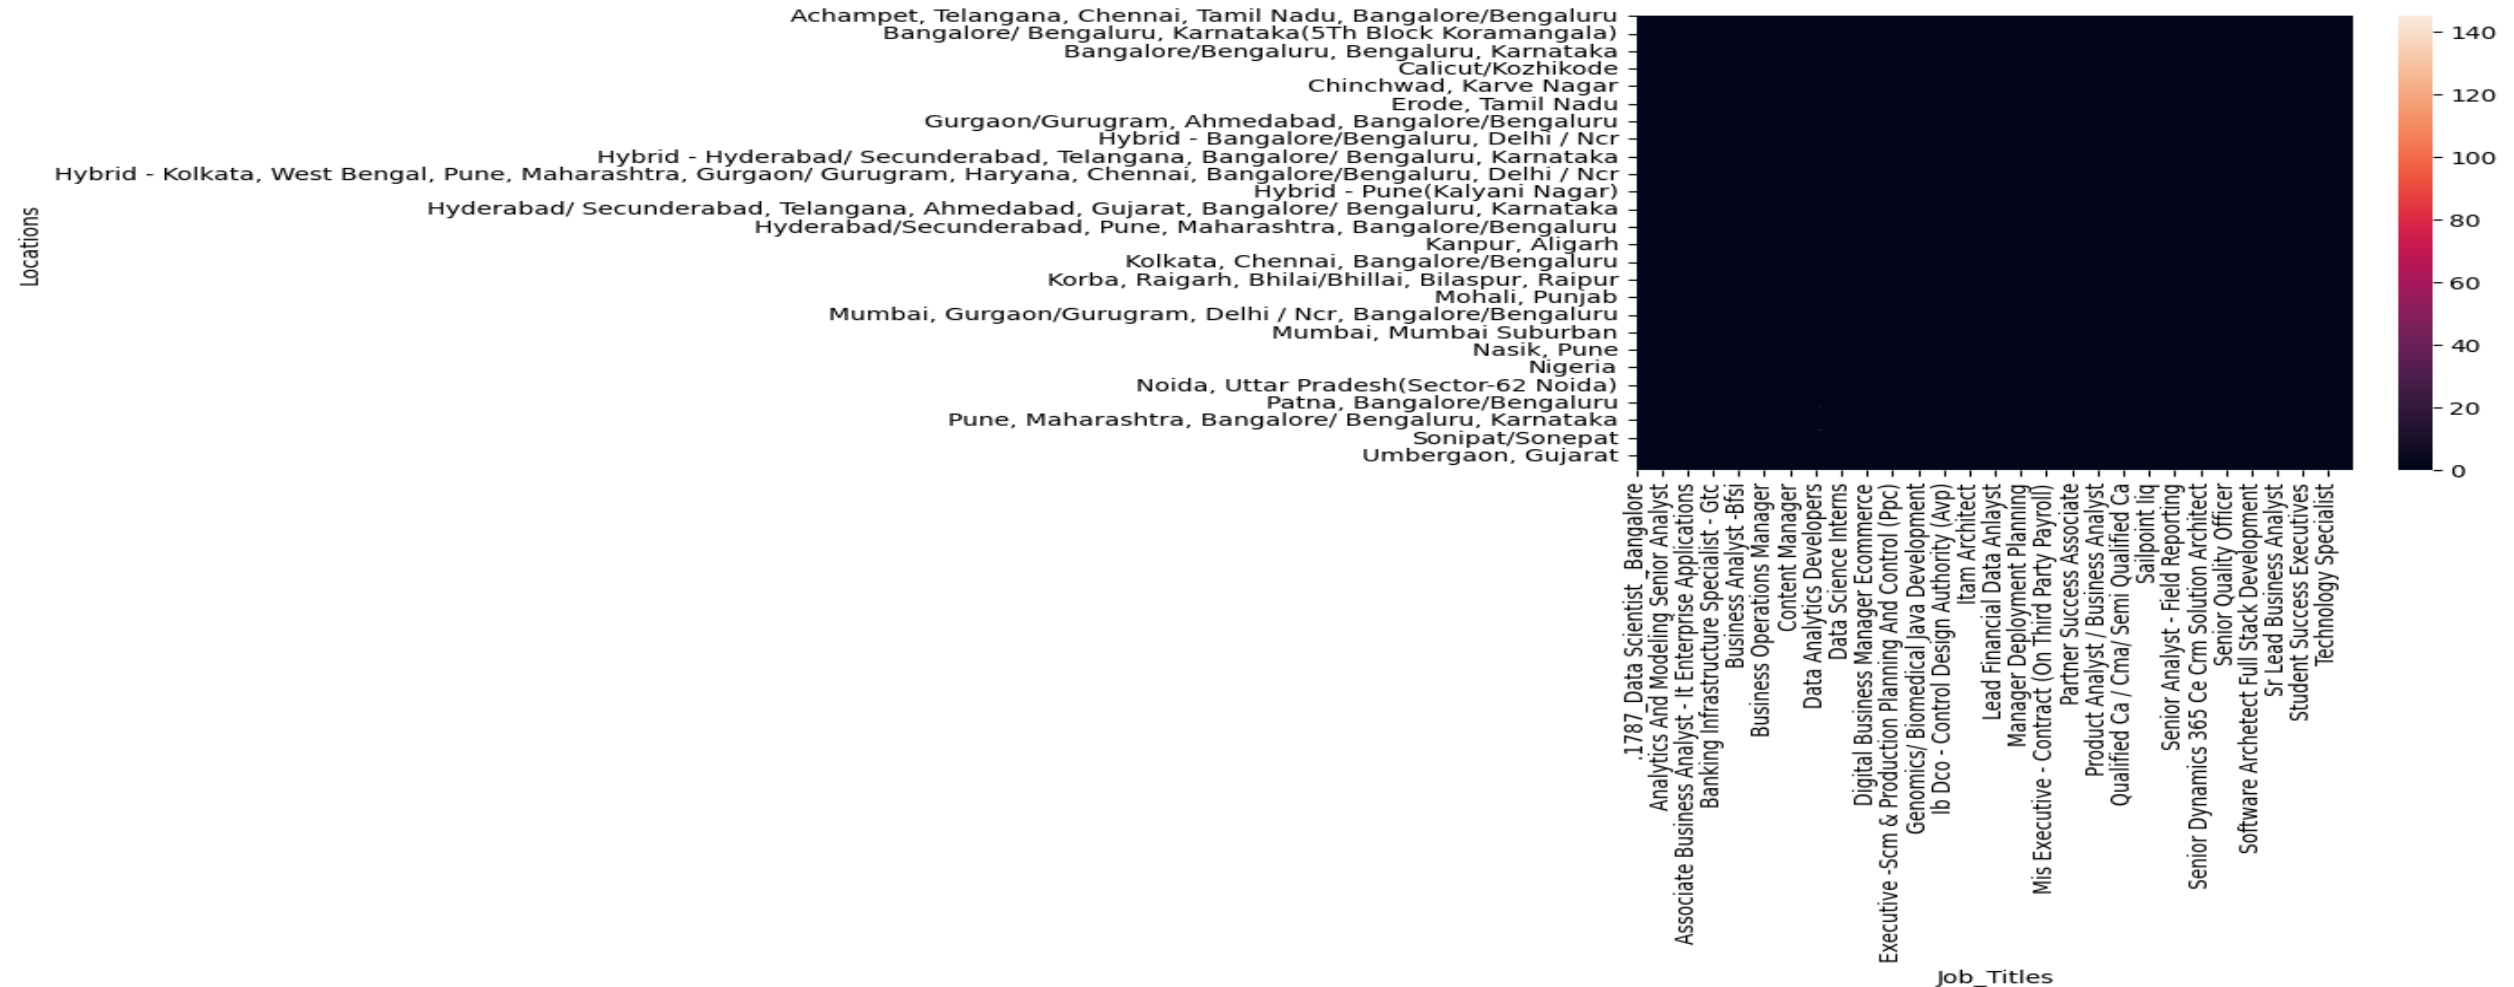 Achampet, Telangana, Chennai, Tamil Nadu, Bangalore/Bengaluru
Bangalore/ Bengaluru, Karnataka(5Th Block Koramangala)
Bangalore/Bengaluru, Bengaluru, Karnataka
Calicut/Kozhikode
Chinchwad, Karve Nagar
Erode, Tamil Nadu
Gurgaon/Gurugram, Ahmedabad, Bangalore/Bengaluru
Hybrid - Bangalore/Bengaluru, Delhi / Ncr
Hybrid - Hyderabad/ Secunderabad, Telangana, Bangalore/ Bengaluru, Karnataka
Hybrid - Kolkata, West Bengal, Pune, Maharashtra, Gurgaon/ Gurugram, Haryana, Chennai, Bangalore/Bengaluru, Delhi / Ncr
Hybrid - Pune(Kalyani Nagar)
Hyderabad/ Secunderabad, Telangana, Ahmedabad, Gujarat, Bangalore/ Bengaluru, Karnataka
Hyderabad/Secunderabad, Pune, Maharashtra, Bangalore/Bengaluru
Kanpur, Aligarh
Kolkata, Chennai, Bangalore/Bengaluru
Korba, Raigarh, Bhilai/Bhillai, Bilaspur, Raipur
Mohali, Punjab
Mumbai, Gurgaon/Gurugram, Delhi / Ncr, Bangalore/Bengaluru
Mumbai, Mumbai Suburban
Nasik, Pune
Nigeria
Noida, Uttar Pradesh(Sector-62 Noida)
Patna, Bangalore/Bengaluru
Pune, Maharashtra, Bangalore/ Bengaluru, Karnataka
Sonipat/Sonepat
Umbergaon, Gujarat
Locations
140
120
100
80
60
40
20
0
.1787_Data Scientist _Bangalore
Analytics And Modeling Senior Analyst
Associate Business Analyst - It Enterprise Applications
Banking Infrastructure Specialist - Gtc
Business Analyst -Bfsi
Business Operations Manager
Content Manager
Data Analytics Developers
Data Science Interns
Digital Business Manager Ecommerce
Executive -Scm & Production Planning And Control (Ppc)
Genomics/ Biomedical Java Development
Ib Dco - Control Design Authority (Avp)
Itam Architect
Lead Financial Data Anlayst
Manager Deployment Planning
Mis Executive - Contract (On Third Party Payroll)
Partner Success Associate
Product Analyst / Business Analyst
Qualified Ca / Cma/ Semi Qualified Ca
Sailpoint Iiq
Senior Analyst - Field Reporting
Senior Dynamics 365 Ce Crm Solution Architect
Senior Quality Officer
Software Archetect Full Stack Development
Sr Lead Business Analyst
Student Success Executives
Technology Specialist
Job_Titles